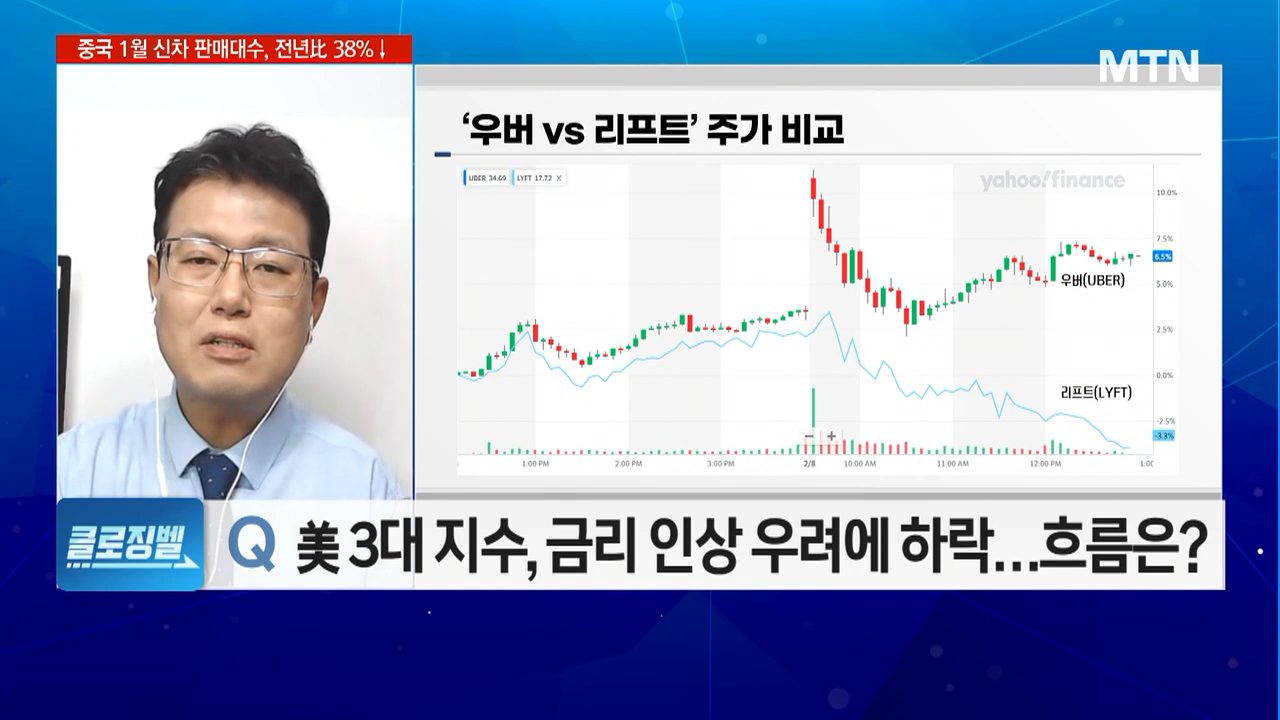 중국 1월 신차 판매대수, 전년比 38%↓
MTN
‘우버 vs 리프트’ 주가 비교
UBER 34.69 LYFT 17.72 ×
yahoo!finance
10.0%
7.5%
6.5%
우버(UBER)
5.0%
2.5%
0.0%
리프트(LYFT)
-2.5%
-3.3%
1:00 PM 2:00 PM 3:00 PM 2/8 10:00 AM 11:00 AM 12:00 PM 1:00
클로징벨
Q 美 3대 지수, 금리 인상 우려에 하락…흐름은?